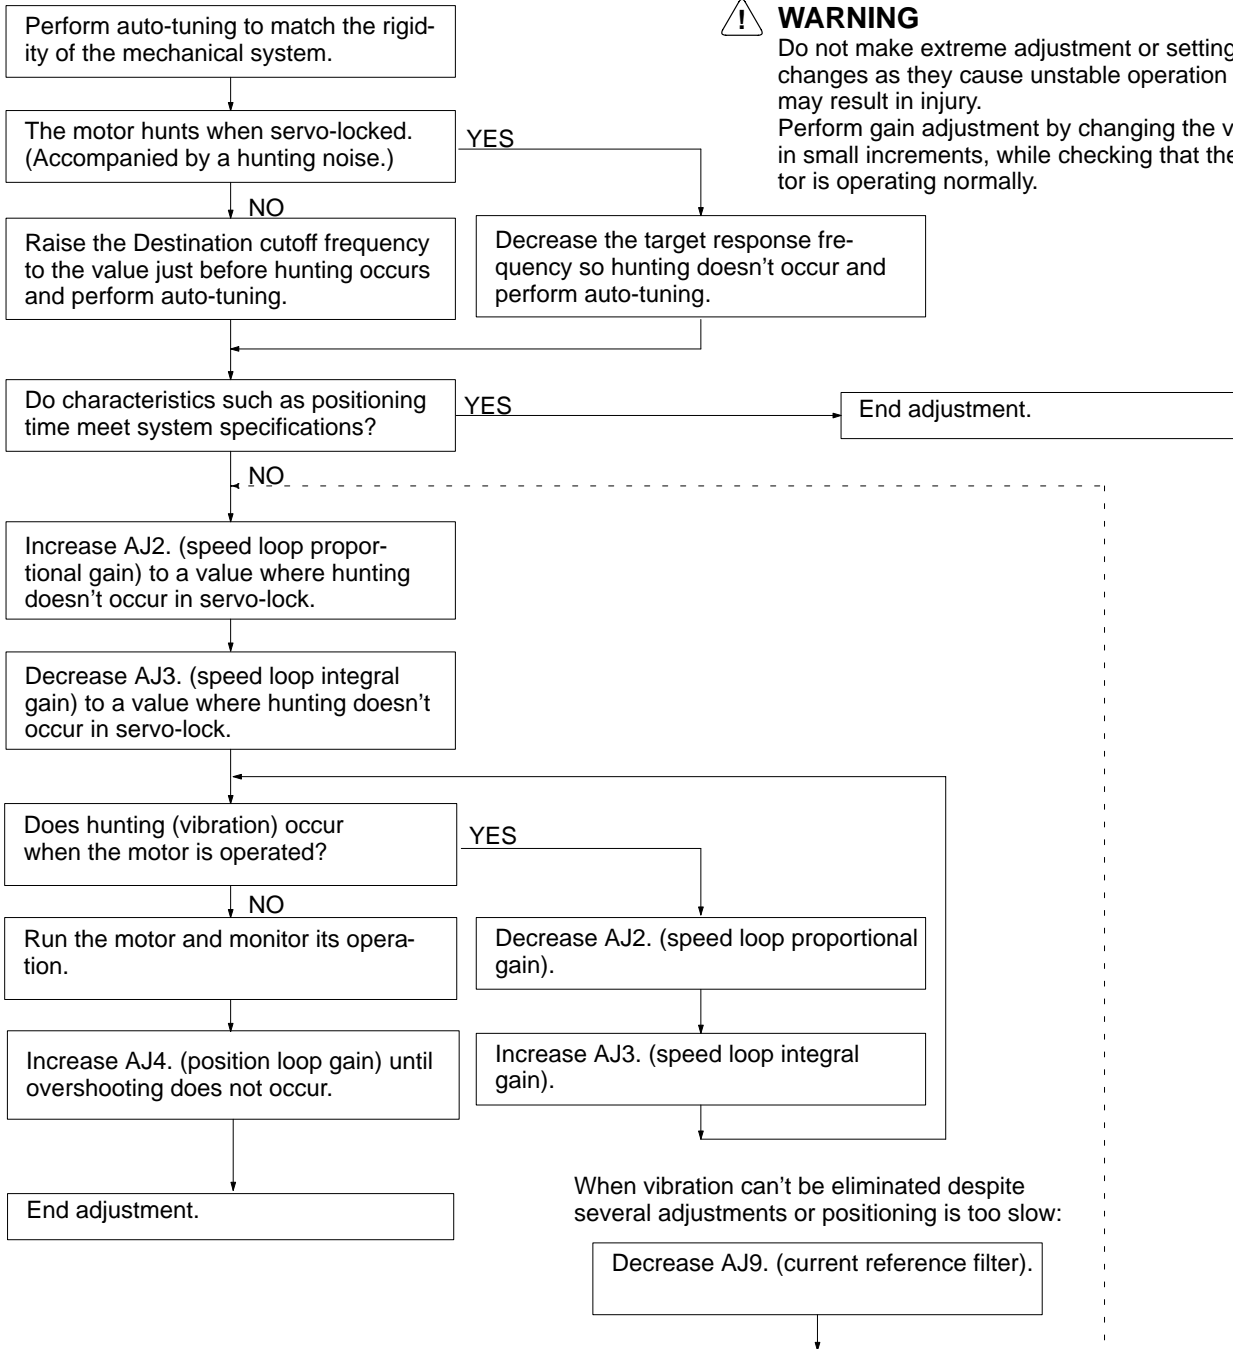 Perform auto-tuning to match the rigid-
ity of the mechanical system.
! WARNING
Do not make extreme adjustment or setting
changes as they cause unstable operation
may result in injury.
Perform gain adjustment by changing the
in small increments, while checking that
tor is operating normally.
The motor hunts when servo-locked.
(Accompanied by a hunting noise.)
YES
NO
Raise the Destination cutoff frequency
to the value just before hunting occurs
and perform auto-tuning.
Decrease the target response fre-
quency so hunting doesn't occur and
perform auto-tuning.
Do characteristics such as positioning
time meet system specifications?
YES
End adjustment.
NO
Increase AJ2. (speed loop propor-
tional gain) to a value where hunting
doesn't occur in servo-lock.
Decrease AJ3. (speed loop integral
gain) to a value where hunting doesn't
occur in servo-lock.
Does hunting (vibration) occur
when the motor is operated?
YES
NO
Run the motor and monitor its opera-
tion.
Decrease AJ2. (speed loop proportional
gain).
Increase AJ4. (position loop gain) until
overshooting does not occur.
Increase AJ3. (speed loop integral
gain).
End adjustment.
When vibration can't be eliminated despite
several adjustments or positioning is too slow:
Decrease AJ9. (current reference filter).